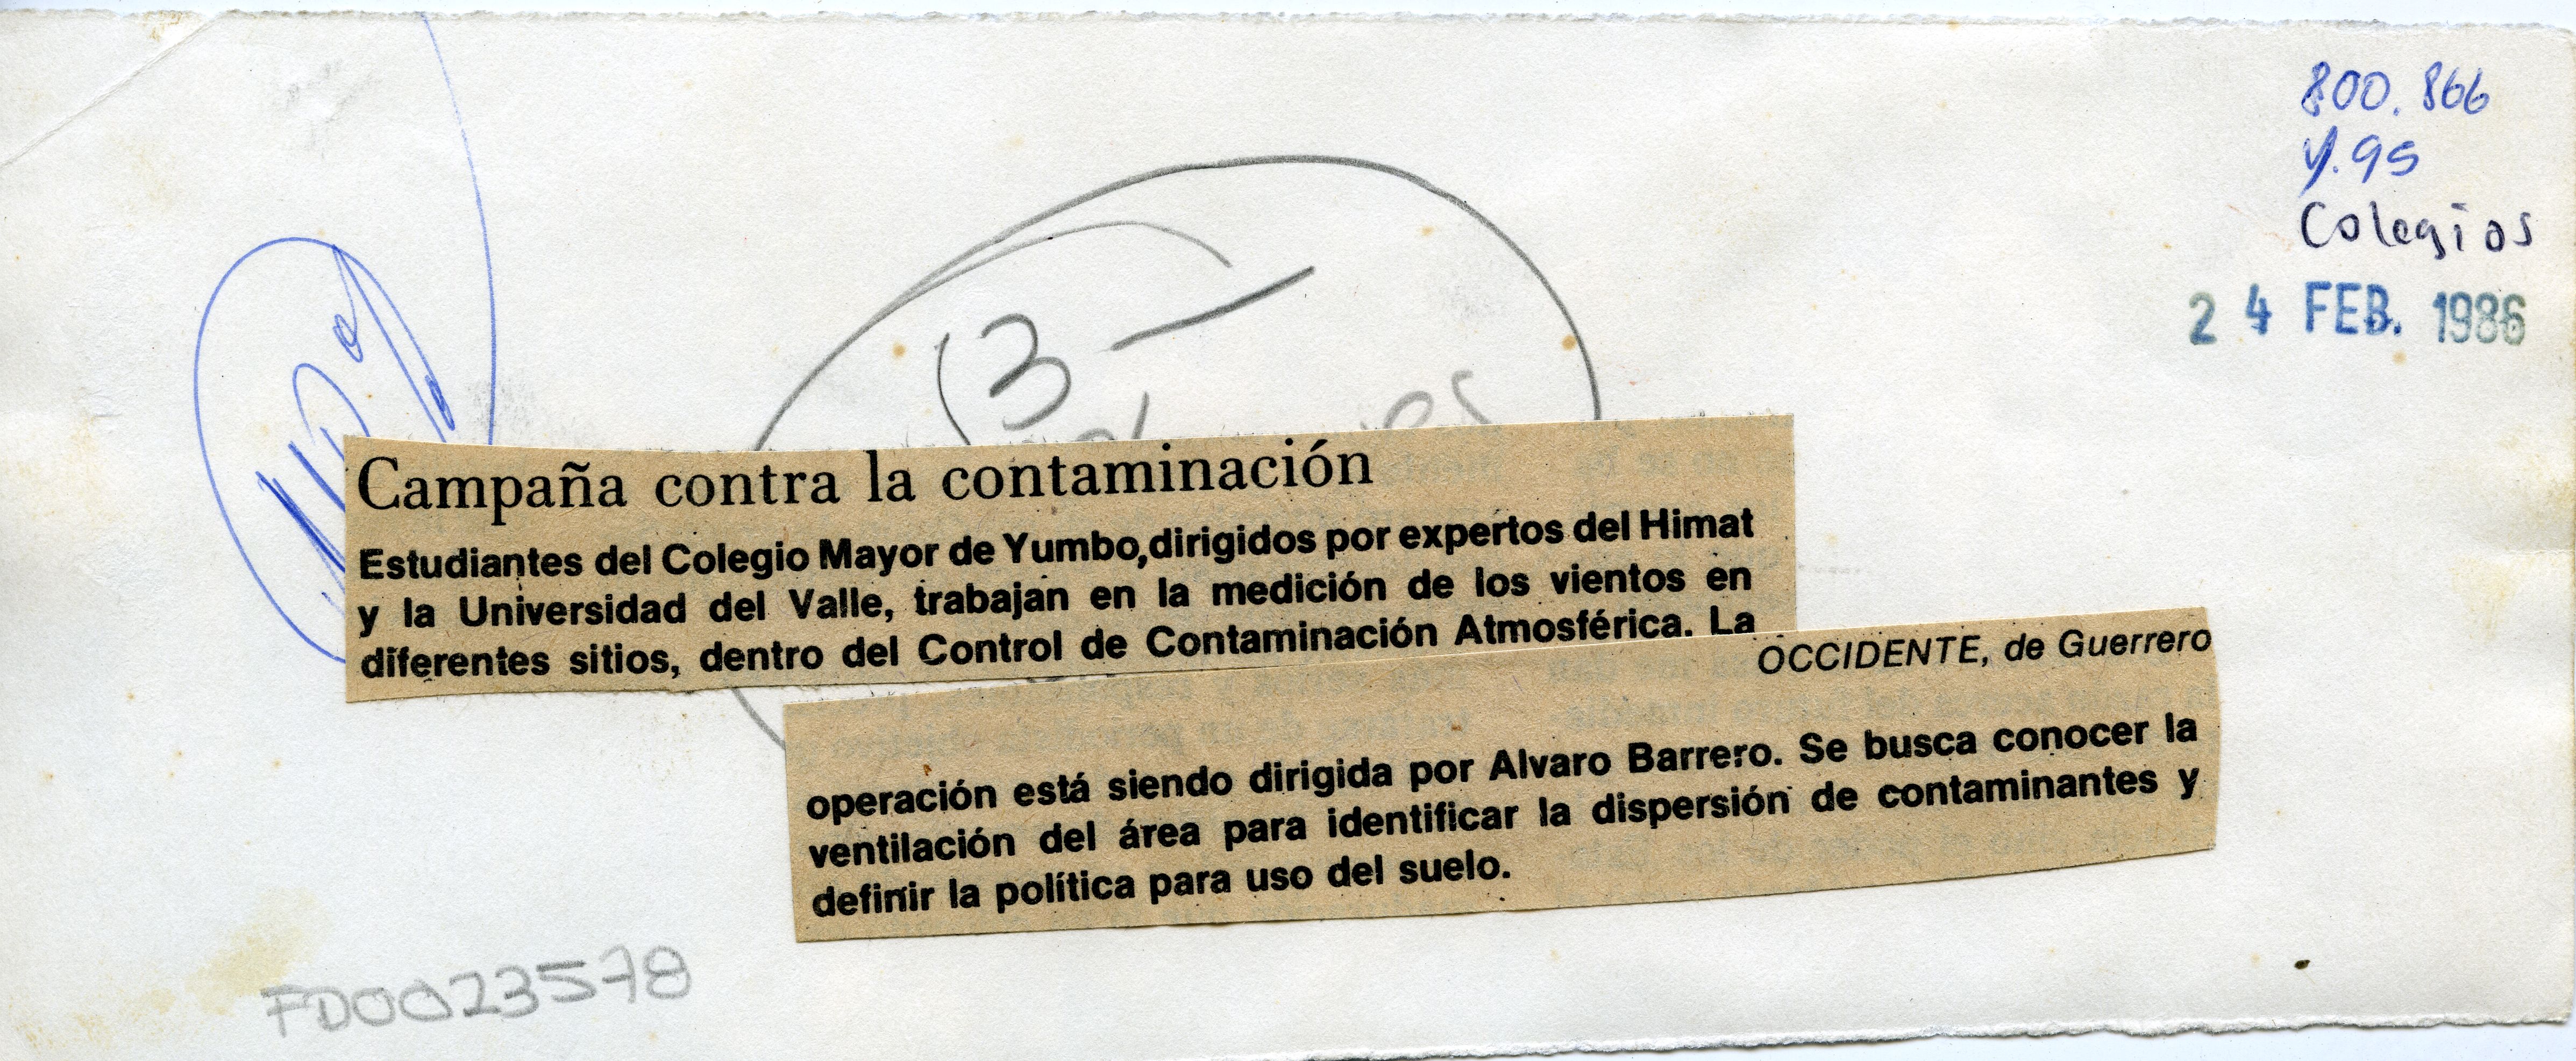 800.866
Y.95
Colegios
24 FEB. 1986
3
Campaña contra la contaminación
Estudiantes del Colegio Mayor de Yumbo,dirigidos por expertos del Himat
y la Universidad del Valle, trabajan en la medición de los vientos en
diferentes sitios, dentro del Control de Contaminación Atmosférica. La
OCCIDENTE, de Guerrero
operación está siendo dirigida por Alvaro Barrero. Se busca conocer la
ventilación del área para identificar la dispersión de contaminantes y
definir la política para uso del suelo.
FD0023578